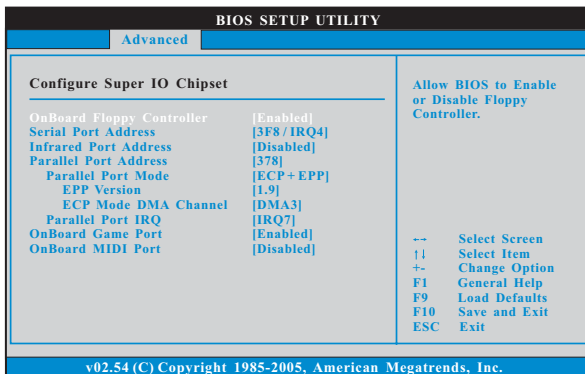 BIOS SETUP UTILITY
Advanced
Configure Super IO Chipset
OnBoard Floppy Controller [Enabled]
Serial Port Address [3F8 / IRQ4]
Infrared Port Address [Disabled]
Parallel Port Address [378]
Parallel Port Mode [ECP + EPP]
EPP Version [1.9]
ECP Mode DMA Channel [DMA3]
Parallel Port IRQ [IRQ7]
OnBoard Game Port [Enabled]
OnBoard MIDI Port [Disabled]
Allow BIOS to Enable
or Disable Floppy
Controller.
←→ Select Screen
↑↓ Select Item
+- Change Option
F1 General Help
F9 Load Defaults
F10 Save and Exit
ESC Exit
v02.54 (C) Copyright 1985-2005, American Megatrends, Inc.